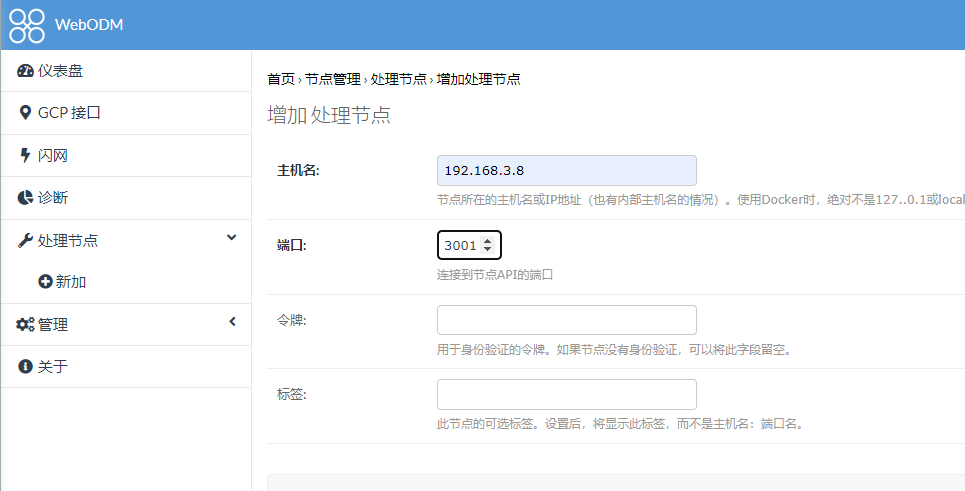 WebODM
仪表盘
GCP 接口
闪网
诊断
处理节点
新加
管理
关于
首页 › 节点管理 › 处理节点 › 增加处理节点
增加 处理节点
主机名:
192.168.3.8
节点所在的主机名或IP地址（也有内部主机名的情况）。使用Docker时，绝对不是127..0.1或local
端口:
3001
连接到节点API的端口
令牌:
用于身份验证的令牌。如果节点没有身份验证，可以将此字段留空。
标签:
此节点的可选标签。设置后，将显示此标签，而不是主机名：端口名。